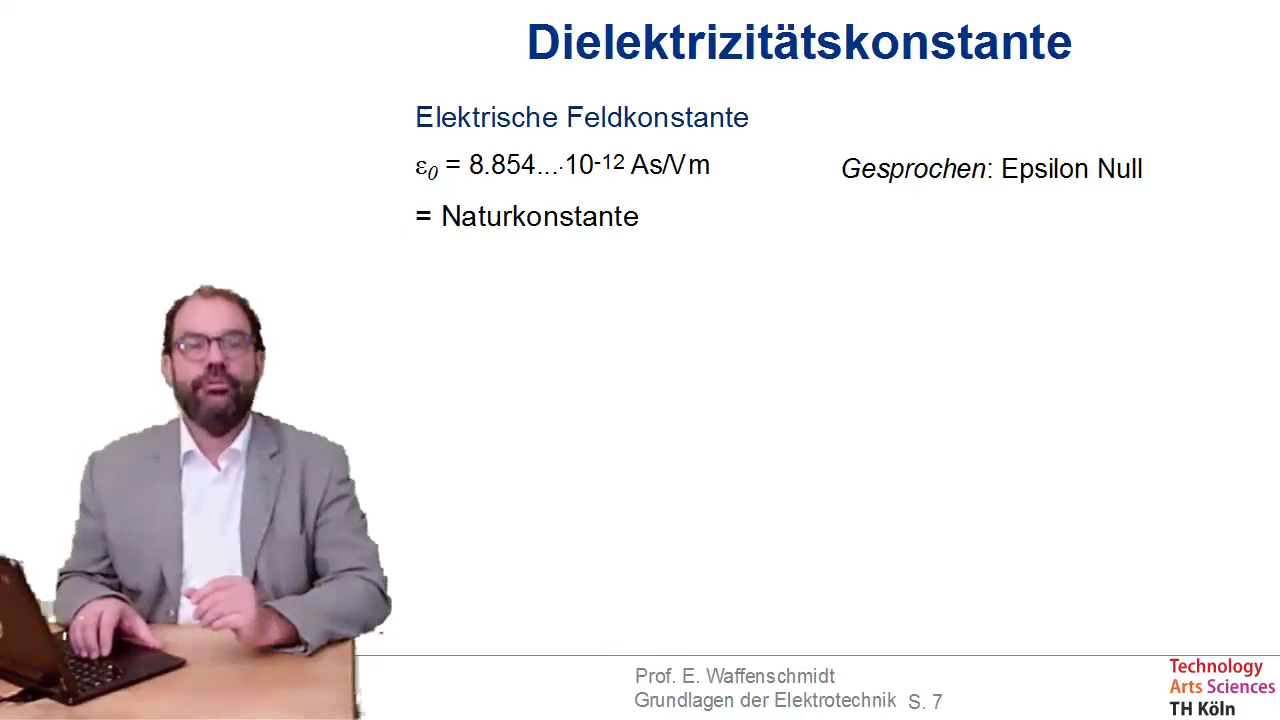 Dielektrizitätskonstante
Elektrische Feldkonstante
ε0 = 8.854...·10-12 As/Vm
Gesprochen: Epsilon Null
= Naturkonstante
Prof. E. Waffenschmidt
Grundlagen der Elektrotechnik S. 7
Technology
Arts Sciences
TH Köln